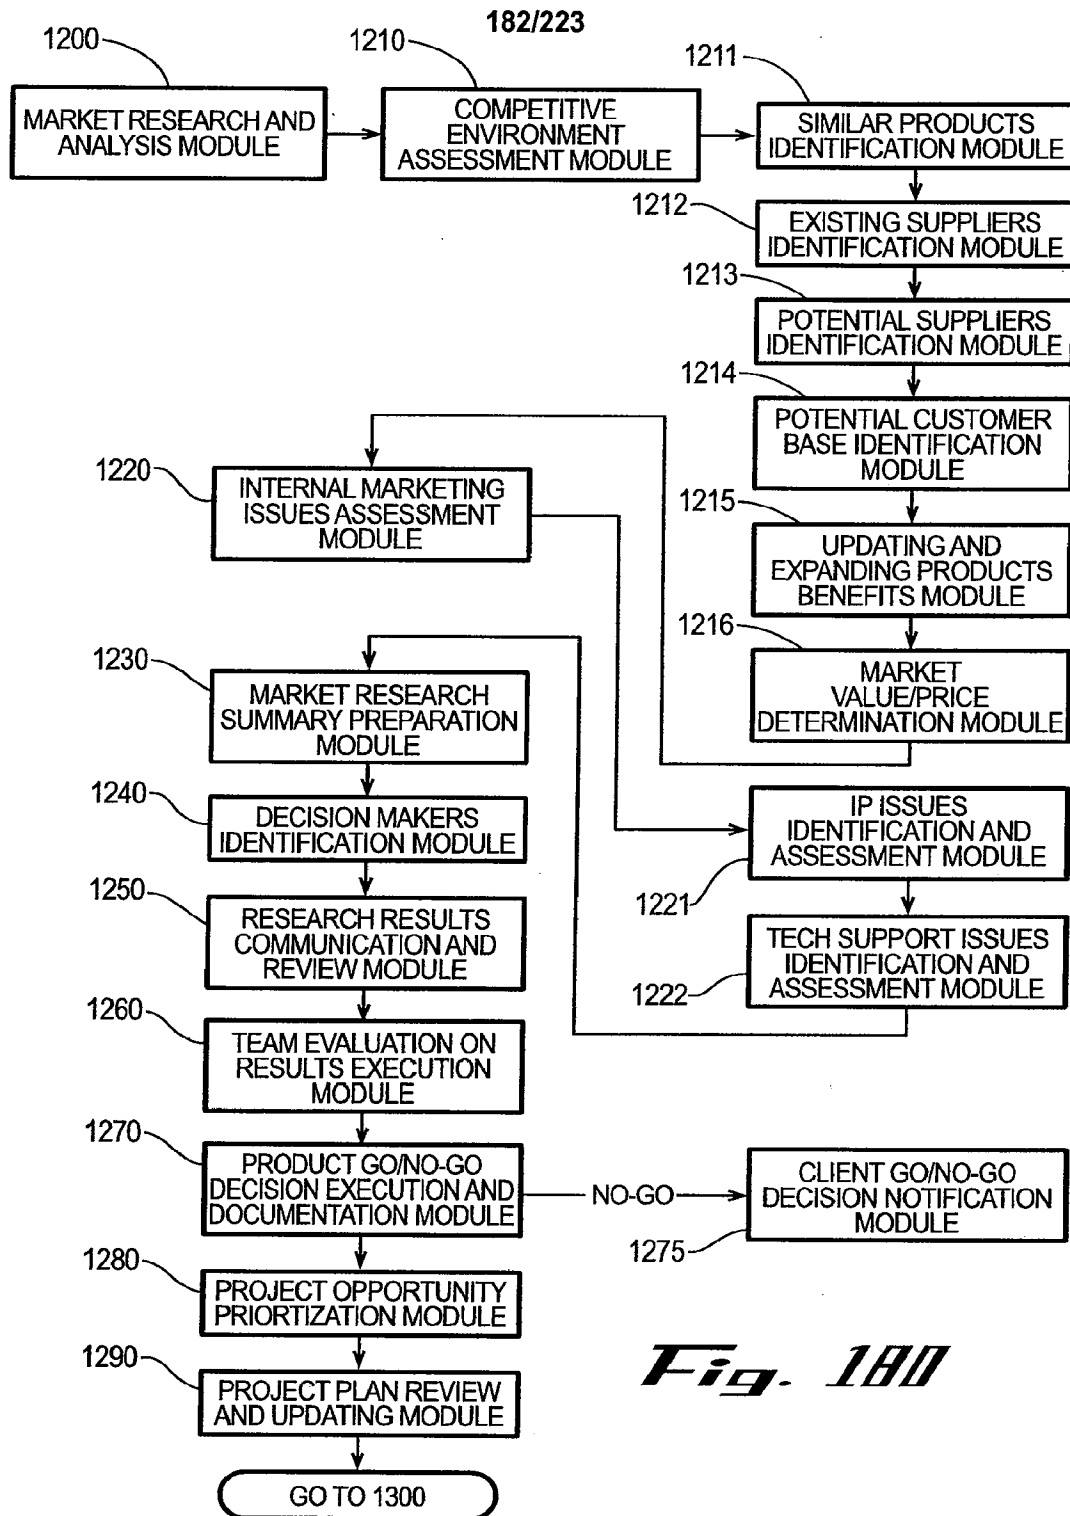 182/223
1200
MARKET RESEARCH AND
ANALYSIS MODULE
1210
COMPETITIVE
ENVIRONMENT
ASSESSMENT MODULE
1211
SIMILAR PRODUCTS
IDENTIFICATION MODULE
1212
EXISTING SUPPLIERS
IDENTIFICATION MODULE
1213
POTENTIAL SUPPLIERS
IDENTIFICATION MODULE
1214
POTENTIAL CUSTOMER
BASE IDENTIFICATION
MODULE
1215
UPDATING AND
EXPANDING PRODUCTS
BENEFITS MODULE
1216
MARKET
VALUE/PRICE
DETERMINATION MODULE
1220
INTERNAL MARKETING
ISSUES ASSESSMENT
MODULE
IP ISSUES
IDENTIFICATION AND
ASSESSMENT MODULE
1221
TECH SUPPORT ISSUES
IDENTIFICATION AND
ASSESSMENT MODULE
1222
1230
MARKET RESEARCH
SUMMARY PREPARATION
MODULE
1240
DECISION MAKERS
IDENTIFICATION MODULE
1250
RESEARCH RESULTS
COMMUNICATION AND
REVIEW MODULE
1260
TEAM EVALUATION ON
RESULTS EXECUTION
MODULE
1270
PRODUCT GO/NO-GO
DECISION EXECUTION AND
DOCUMENTATION MODULE
NO-GO
CLIENT GO/NO-GO
DECISION NOTIFICATION
MODULE
1275
1280
PROJECT OPPORTUNITY
PRIORTIZATION MODULE
1290
PROJECT PLAN REVIEW
AND UPDATING MODULE
GO TO 1300
Fig. 180